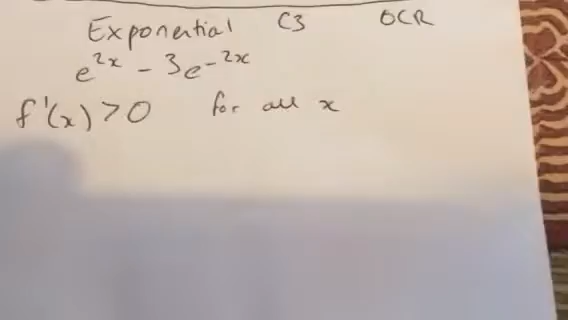 Exponential C3 OCR
e^{2x} - 3e^{-2x}
f'(x) > 0 for all x